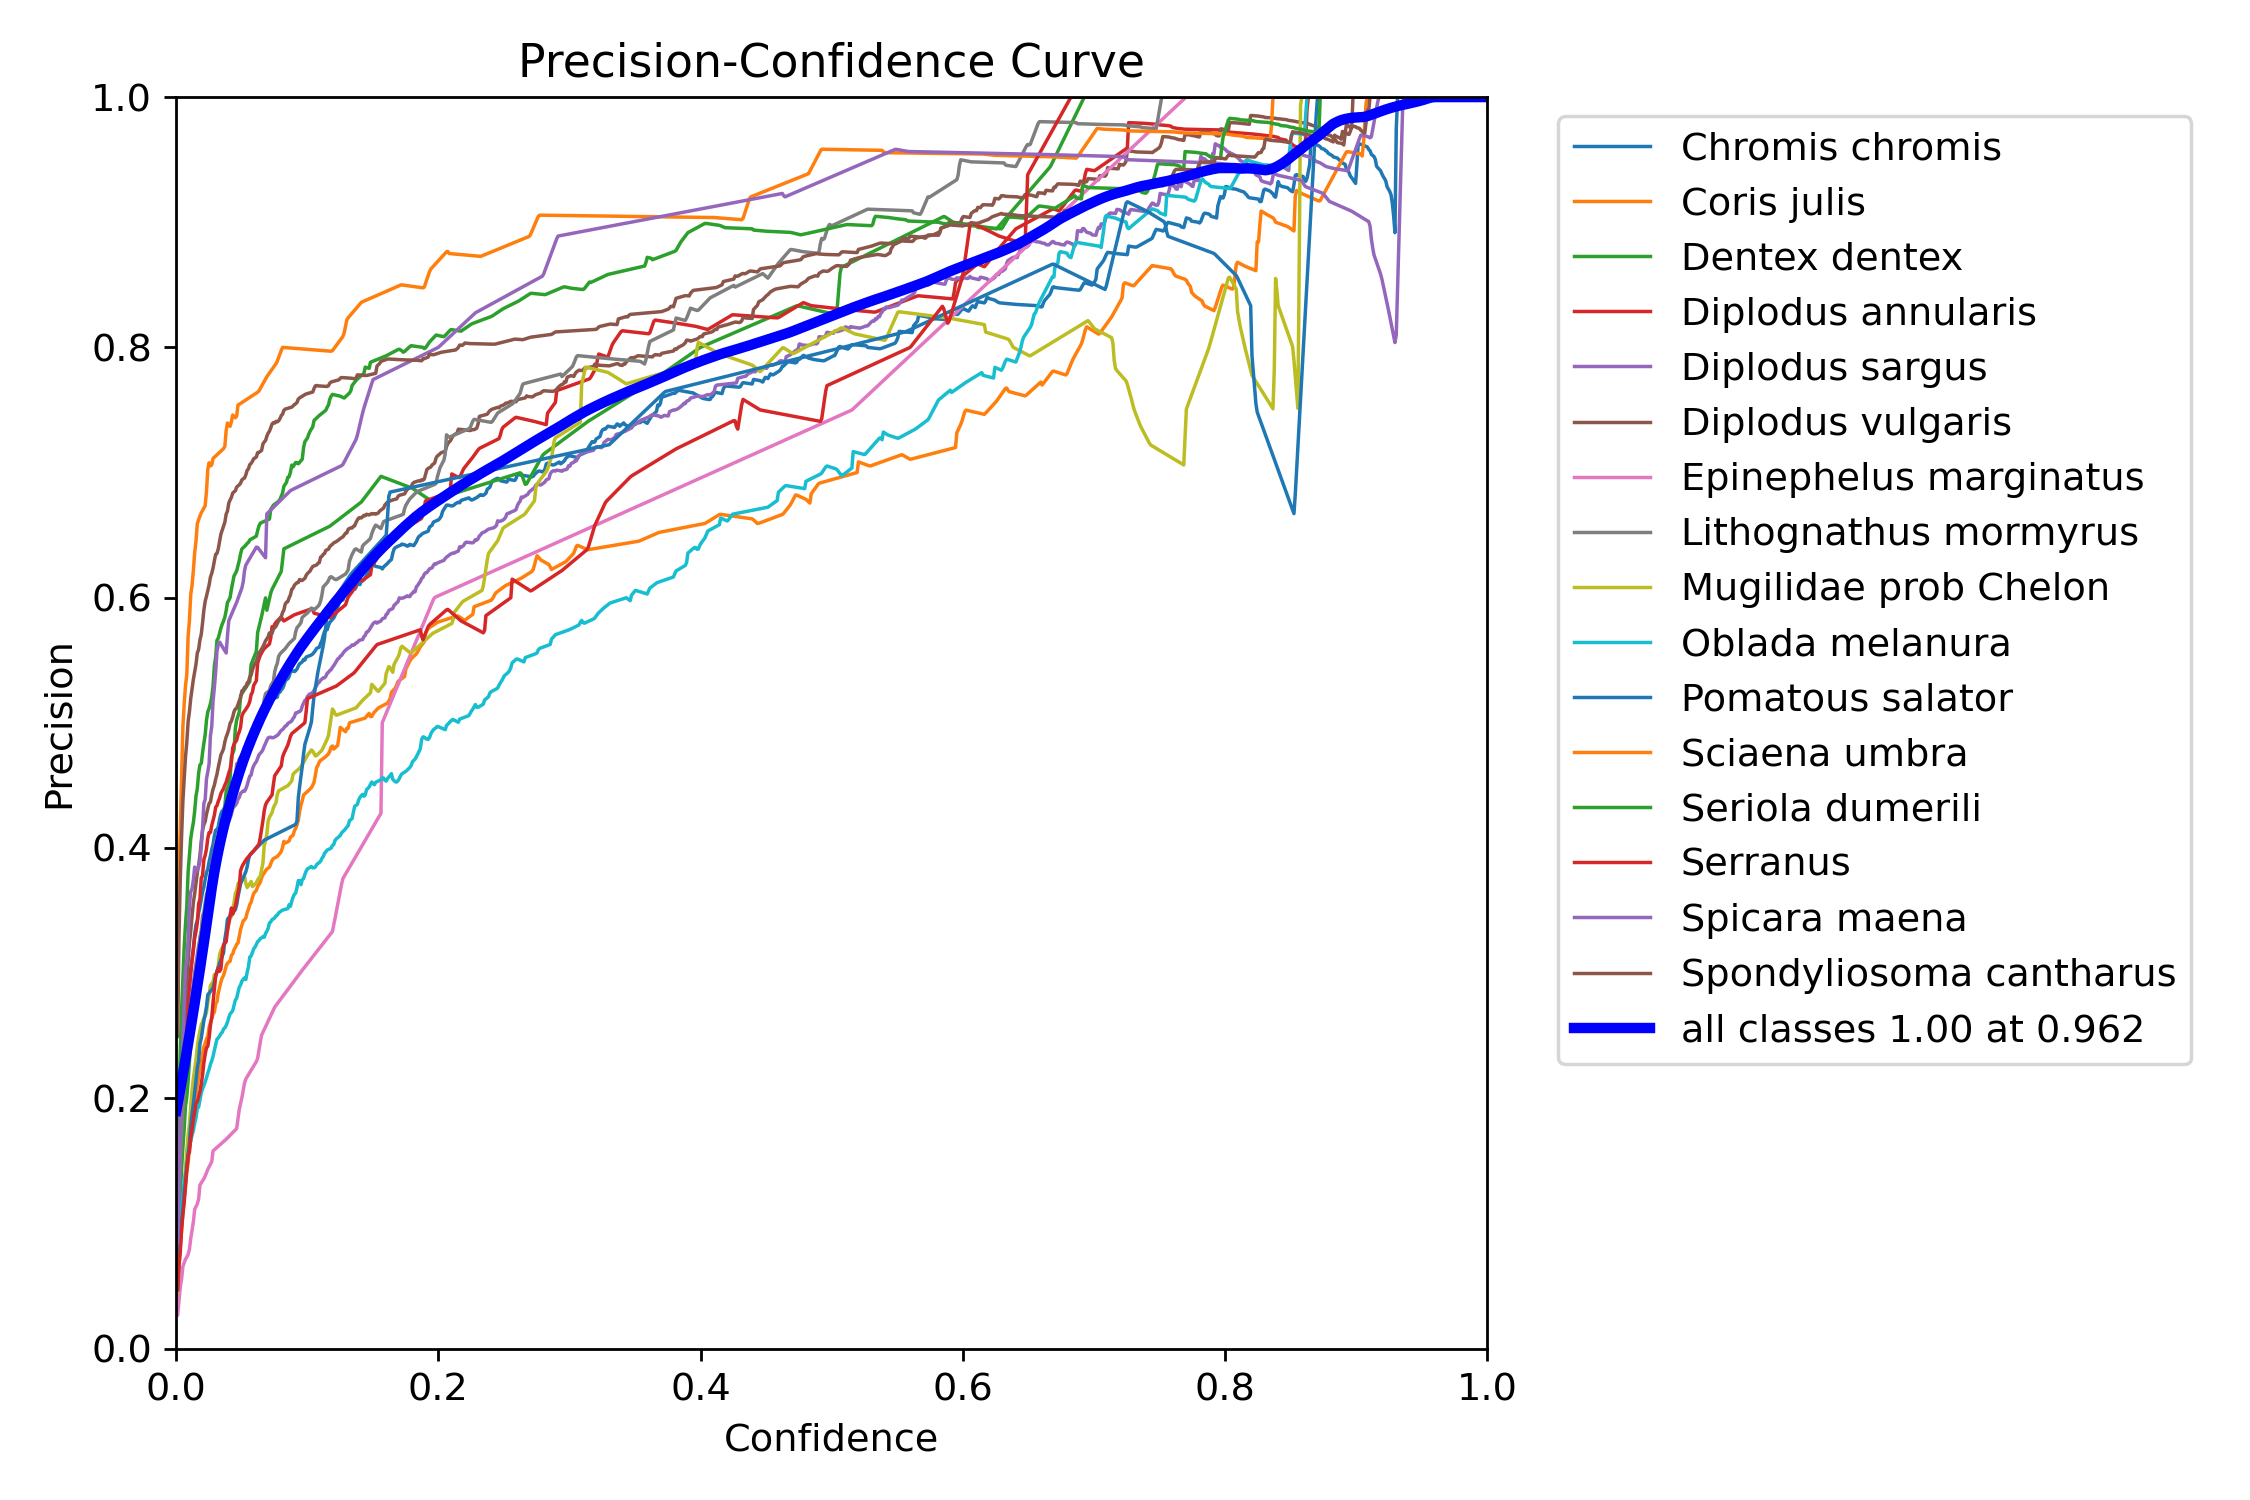 Precision-Confidence Curve
1.0
0.8
0.6
0.4
0.2
0.0
Precision
0.0 0.2 0.4 0.6 0.8 1.0
Confidence
Chromis chromis
Coris julis
Dentex dentex
Diplodus annularis
Diplodus sargus
Diplodus vulgaris
Epinephelus marginatus
Lithognathus mormyrus
Mugilidae prob Chelon
Oblada melanura
Pomatous salator
Sciaena umbra
Seriola dumerili
Serranus
Spicara maena
Spondyliosoma cantharus
all classes 1.00 at 0.962